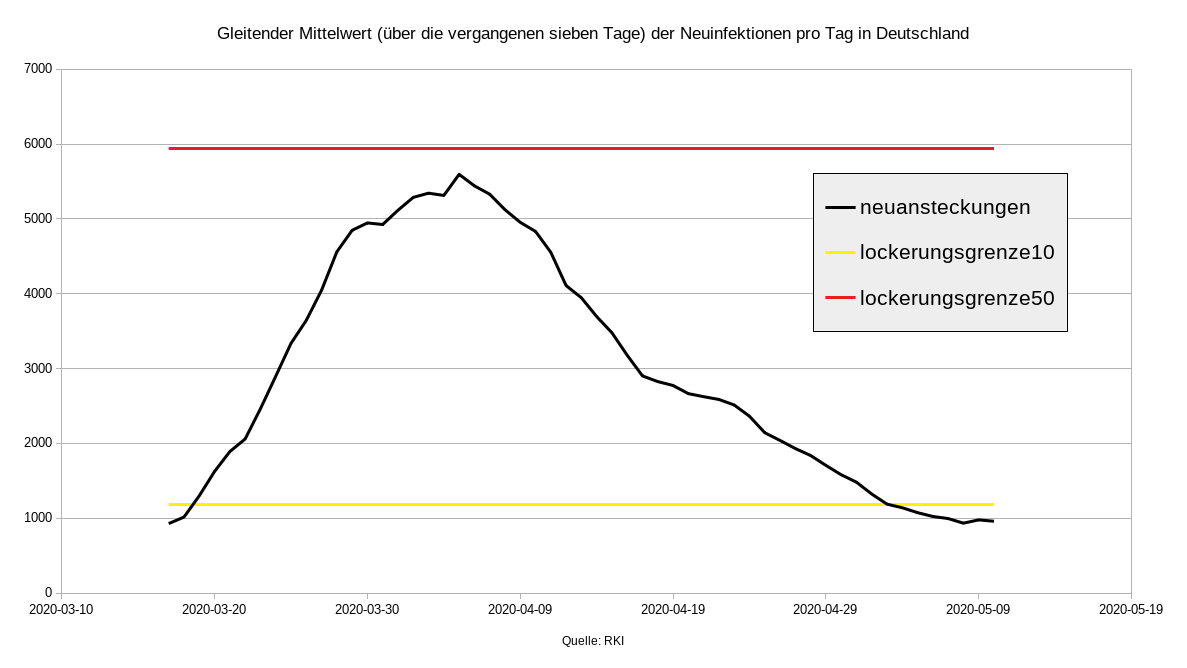 Gleitender Mittelwert (über die vergangenen sieben Tage) der Neuinfektionen pro Tag in Deutschland
7000
6000
5000
4000
3000
2000
1000
0
neuansteckungen
lockerungsgrenze10
lockerungsgrenze50
2020-03-10 2020-03-20 2020-03-30 2020-04-09 2020-04-19 2020-04-29 2020-05-09 2020-05-19
Quelle: RKI